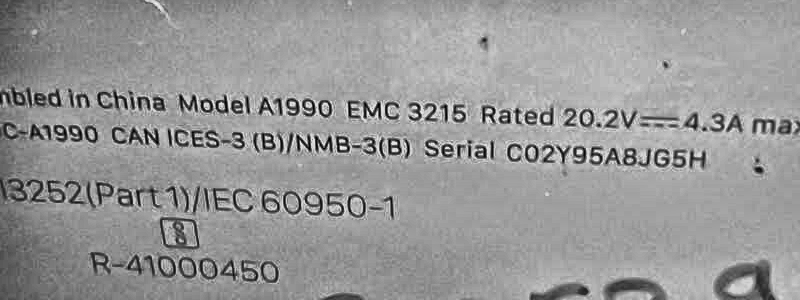 mbled in China Model A1990 EMC 3215 Rated 20.2V⎓4.3A max
C-A1990 CAN ICES-3 (B)/NMB-3(B) Serial C02Y95A8JG5H
13252(Part 1)/IEC 60950-1
R-41000450